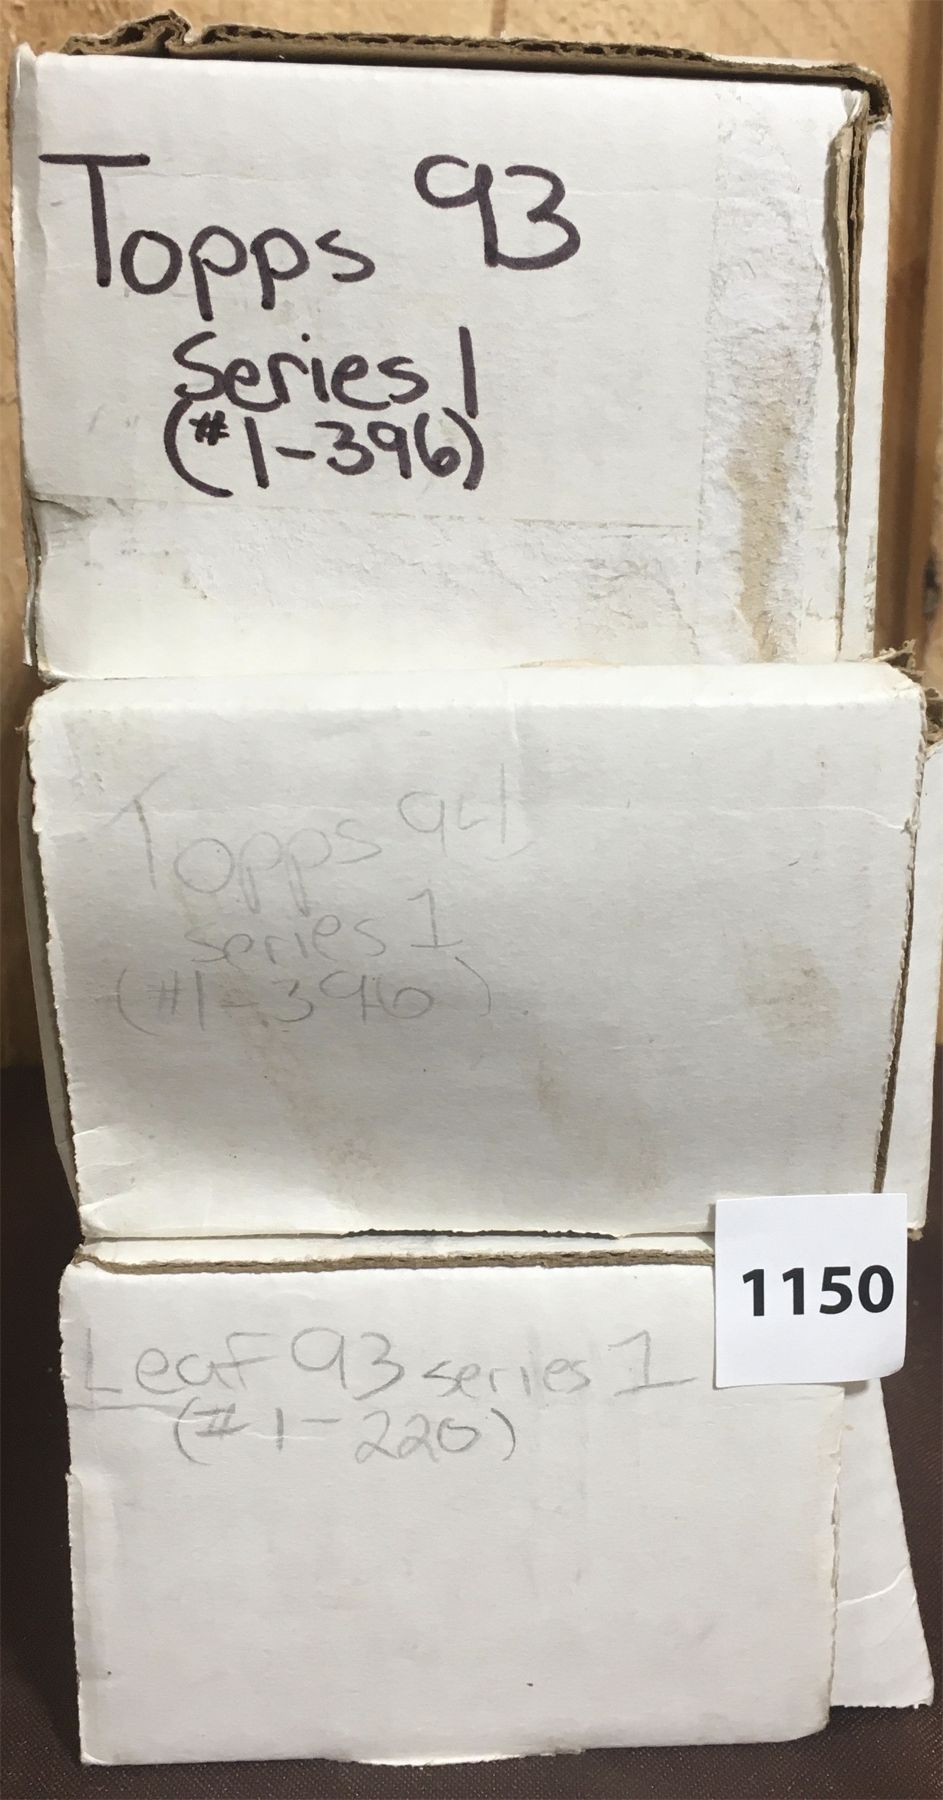 Topps 93
Series 1
(#1-396)
Topps 94
series 1
(#1-396)
1150
Leaf 93 series 1
(#1-220)